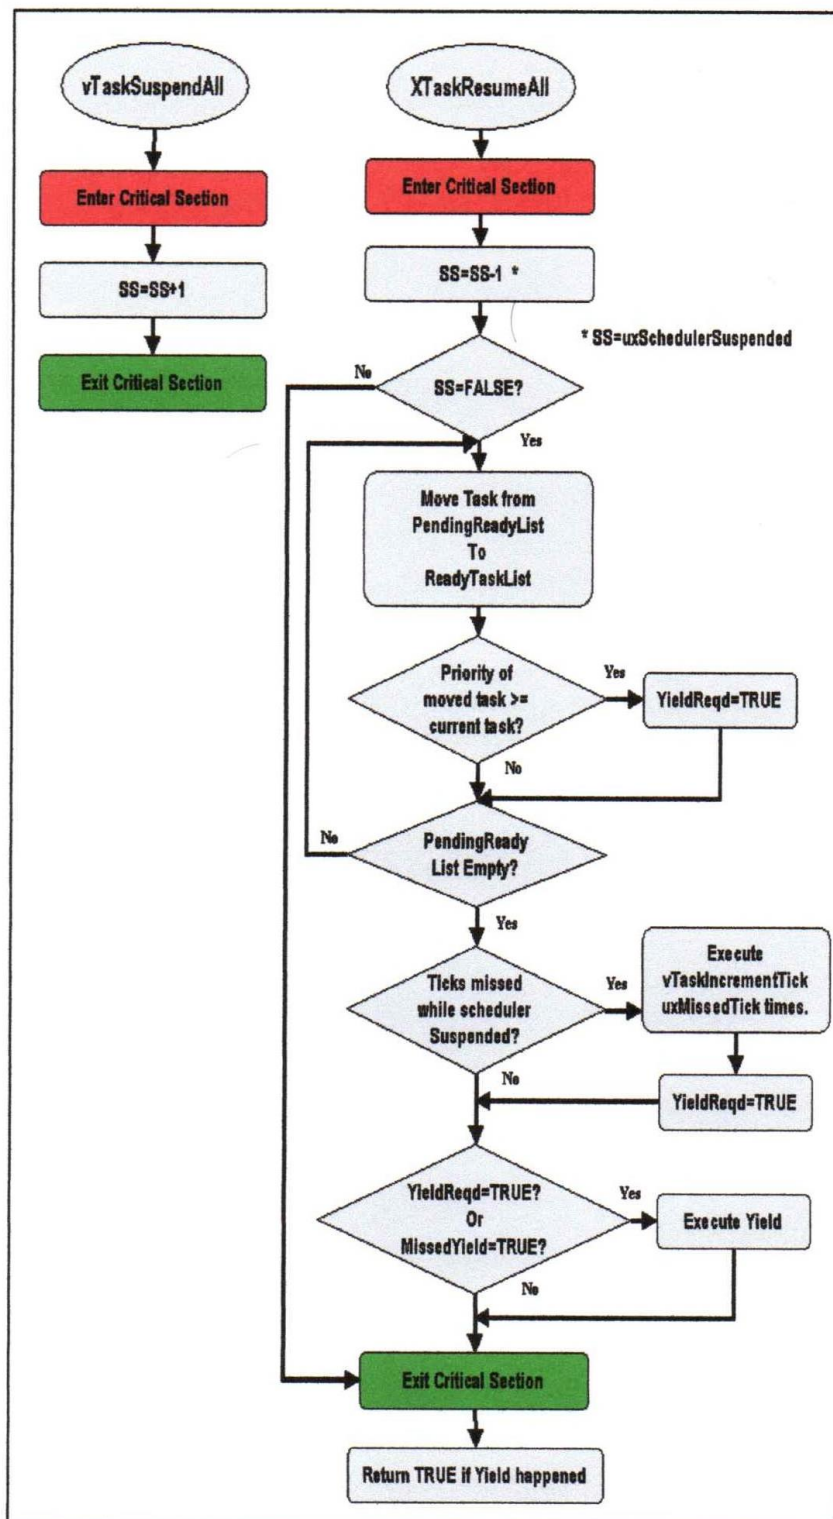 vTaskSuspendAll
Enter Critical Section
SS=SS+1
Exit Critical Section
XTaskResumeAll
Enter Critical Section
SS=SS-1 *
* SS=uxSchedulerSuspended
SS=FALSE?
No
Yes
Move Task from
PendingReadyList
To
ReadyTaskList
Priority of
moved task >=
current task?
Yes
YieldReqd=TRUE
No
PendingReady
List Empty?
No
Yes
Ticks missed
while scheduler
Suspended?
Yes
Execute
vTaskIncrementTick
uxMissedTick times.
YieldReqd=TRUE
No
YieldReqd=TRUE?
Or
MissedYield=TRUE?
Yes
Execute Yield
No
Exit Critical Section
Return TRUE if Yield happened